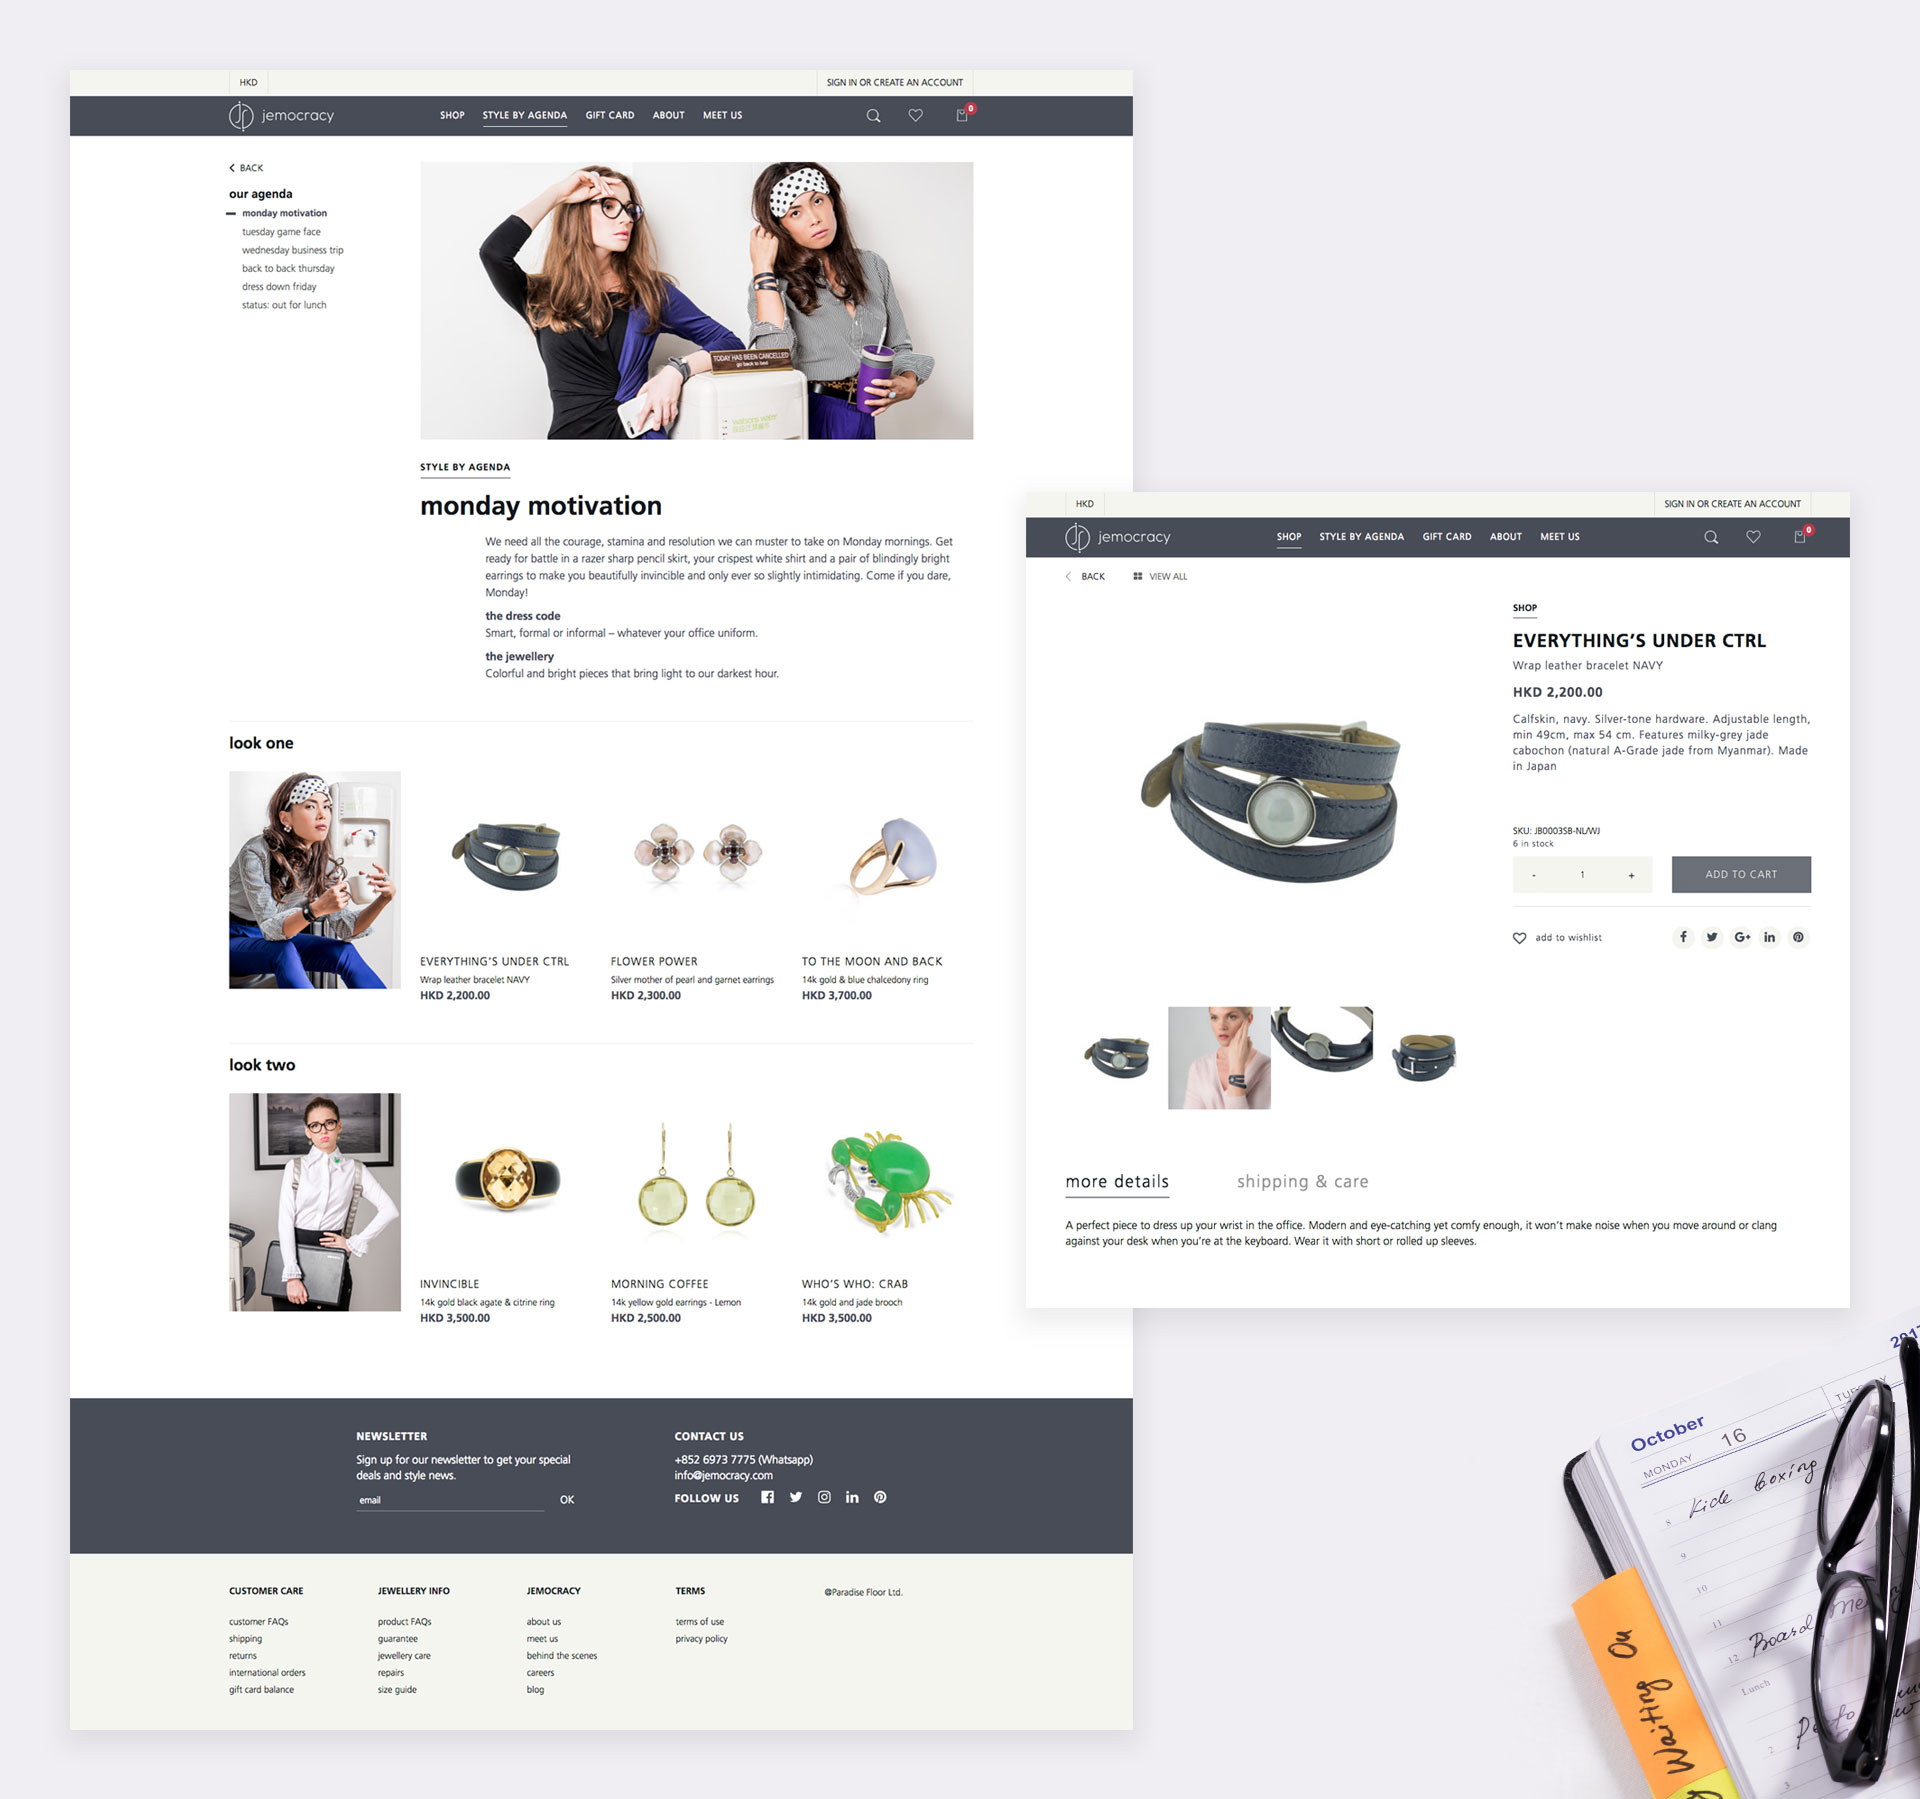 HKD
SIGN IN OR CREATE AN ACCOUNT
jemocracy
SHOP STYLE BY AGENDA GIFT CARD ABOUT MEET US
0
BACK
our agenda
monday motivation
tuesday game face
wednesday business trip
back to back thursday
dress down friday
status: out for lunch
TODAY HAS BEEN CANCELLED
go back to bed
STYLE BY AGENDA
monday motivation
We need all the courage, stamina and resolution we can muster to take on Monday mornings. Get
ready for battle in a razer sharp pencil skirt, your crispest white shirt and a pair of blindingly bright
earrings to make you beautifully invincible and only ever so slightly intimidating. Come if you dare,
Monday!
the dress code
Smart, formal or informal – whatever your office uniform.
the jewellery
Colorful and bright pieces that bring light to our darkest hour.
look one
EVERYTHING'S UNDER CTRL
Wrap leather bracelet NAVY
HKD 2,200.00
FLOWER POWER
Silver mother of pearl and garnet earrings
HKD 2,300.00
TO THE MOON AND BACK
14k gold & blue chalcedony ring
HKD 3,700.00
look two
INVINCIBLE
14k gold black agate & citrine ring
HKD 3,500.00
MORNING COFFEE
14k yellow gold earrings - Lemon
HKD 2,500.00
WHO'S WHO: CRAB
14k gold and jade brooch
HKD 3,500.00
NEWSLETTER
Sign up for our newsletter to get your special
deals and style news.
email OK
CONTACT US
+852 6973 7775 (Whatsapp)
info@jemocracy.com
FOLLOW US
CUSTOMER CARE
customer FAQs
shipping
returns
international orders
gift card balance
JEWELLERY INFO
product FAQs
guarantee
jewellery care
repairs
size guide
JEMOCRACY
about us
meet us
behind the scenes
careers
blog
TERMS
terms of use
privacy policy
@Paradise Floor Ltd.
HKD
SIGN IN OR CREATE AN ACCOUNT
jemocracy
SHOP STYLE BY AGENDA GIFT CARD ABOUT MEET US
0
BACK VIEW ALL
SHOP
EVERYTHING'S UNDER CTRL
Wrap leather bracelet NAVY
HKD 2,200.00
Calfskin, navy. Silver-tone hardware. Adjustable length,
min 49cm, max 54 cm. Features milky-grey jade
cabochon (natural A-Grade jade from Myanmar). Made
in Japan
SKU: JB0003SB-NL/WJ
6 in stock
- 1 +
ADD TO CART
add to wishlist
more details
shipping & care
A perfect piece to dress up your wrist in the office. Modern and eye-catching yet comfy enough, it won't make noise when you move around or clang
against your desk when you're at the keyboard. Wear it with short or rolled up sleeves.
October
MONDAY 16
8 Kick boxing
9
10
11
12 Board
Lunch
2
3
Waiting On